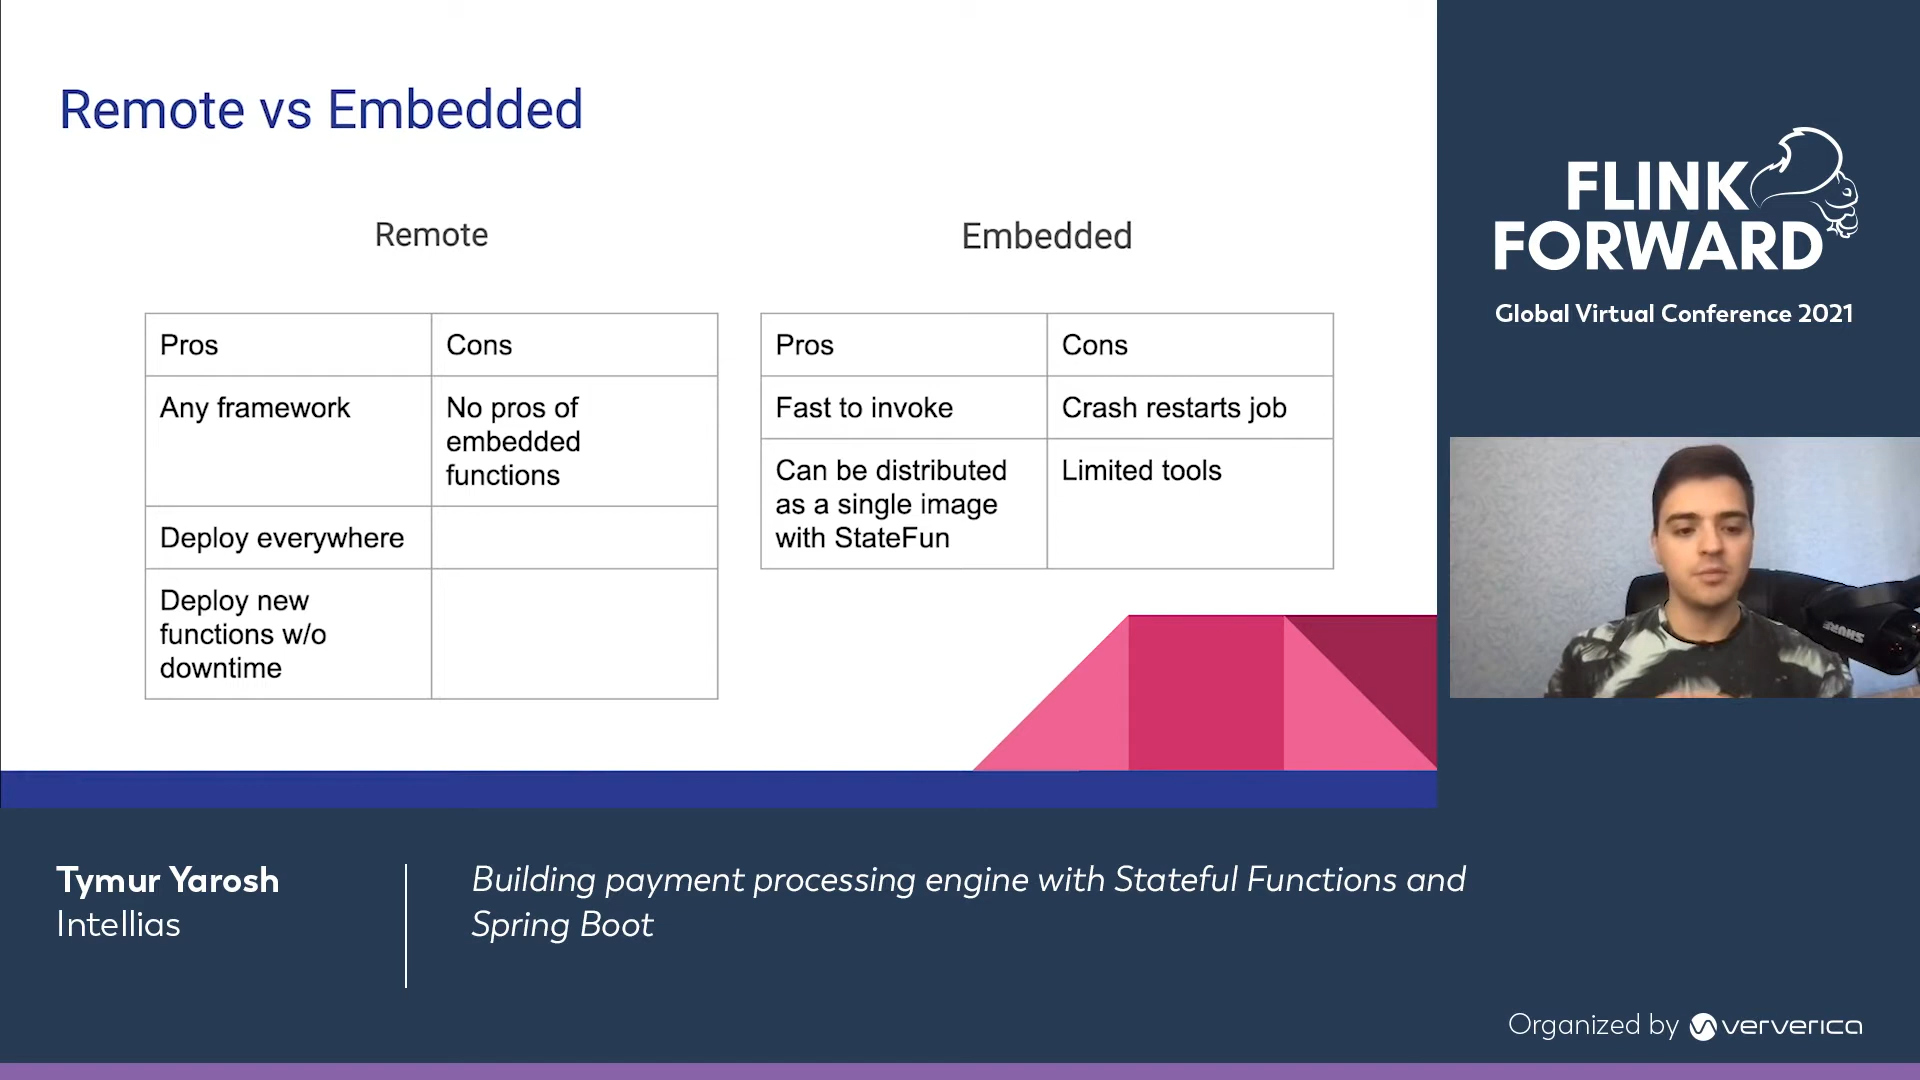 Remote vs Embedded
Remote
Pros
Cons
Any framework
No pros of
embedded
functions
Deploy everywhere
Deploy new
functions w/o
downtime
Embedded
Pros
Cons
Fast to invoke
Crash restarts job
Can be distributed
as a single image
with StateFun
Limited tools
FLINK
FORWARD
Global Virtual Conference 2021
SHURE
Tymur Yarosh
Intellias
Building payment processing engine with Stateful Functions and
Spring Boot
Organized by ververica